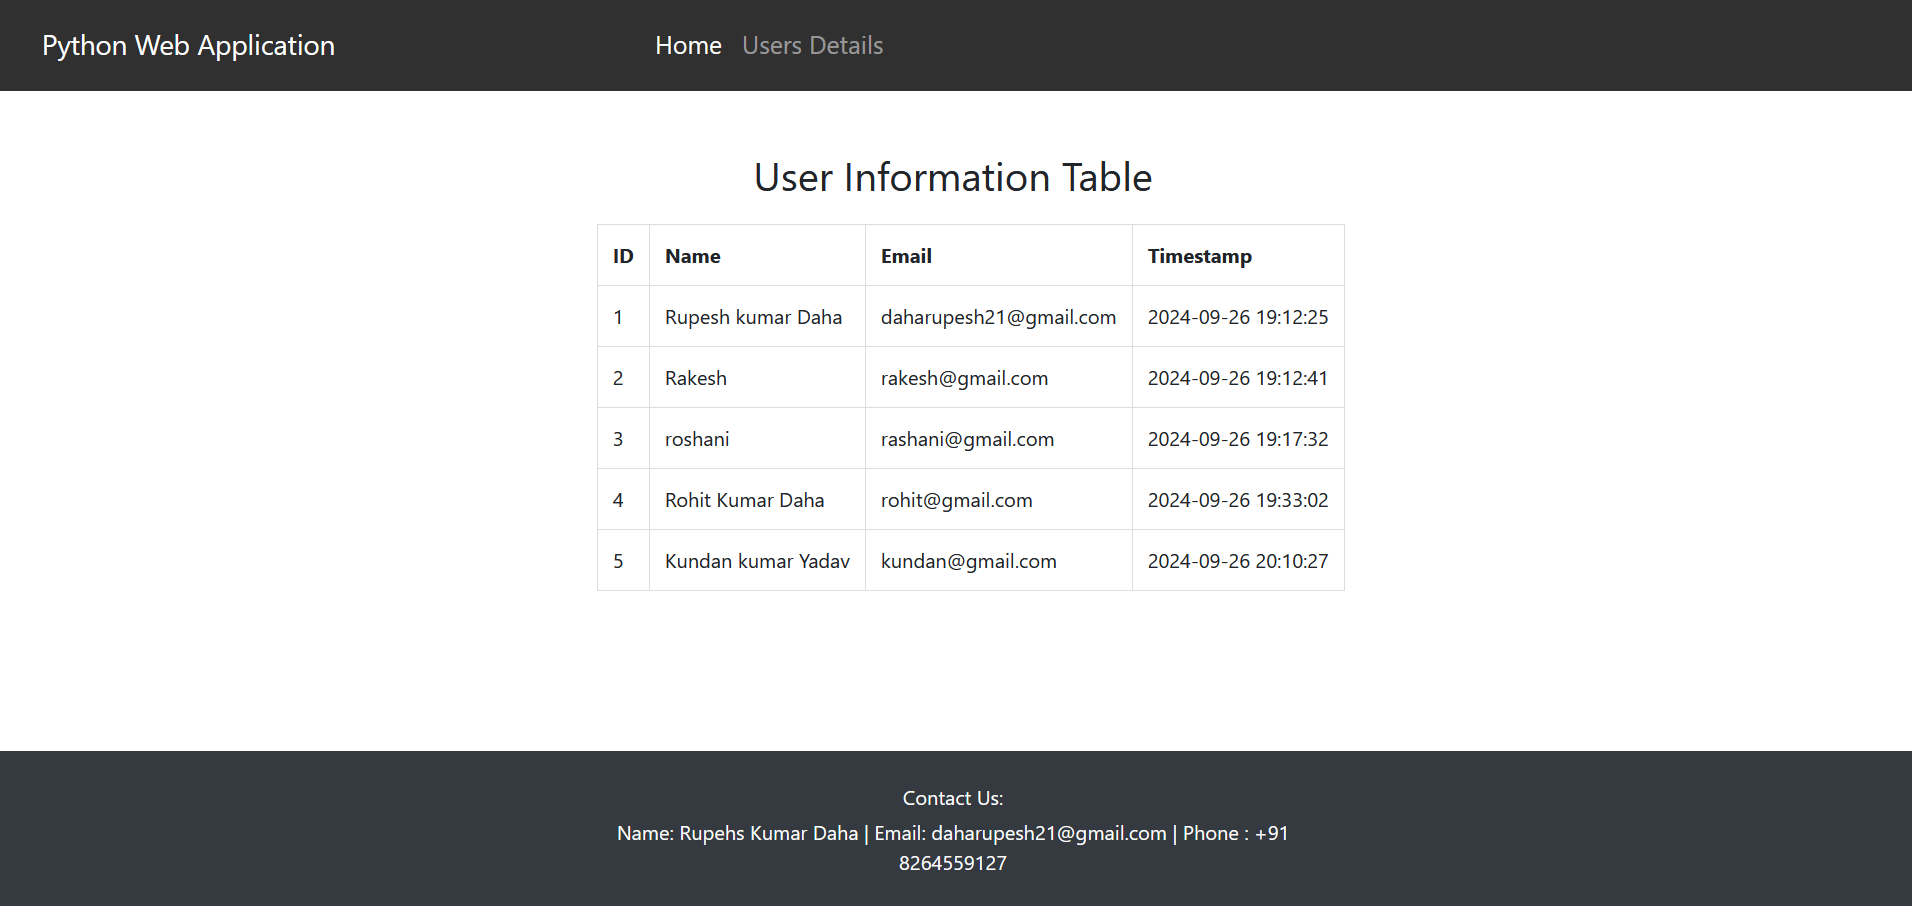 Python Web Application Home Users Details
User Information Table
ID Name Email Timestamp
1 Rupesh kumar Daha daharupesh21@gmail.com 2024-09-26 19:12:25
2 Rakesh rakesh@gmail.com 2024-09-26 19:12:41
3 roshani rashani@gmail.com 2024-09-26 19:17:32
4 Rohit Kumar Daha rohit@gmail.com 2024-09-26 19:33:02
5 Kundan kumar Yadav kundan@gmail.com 2024-09-26 20:10:27
Contact Us:
Name: Rupehs Kumar Daha | Email: daharupesh21@gmail.com | Phone : +91
8264559127